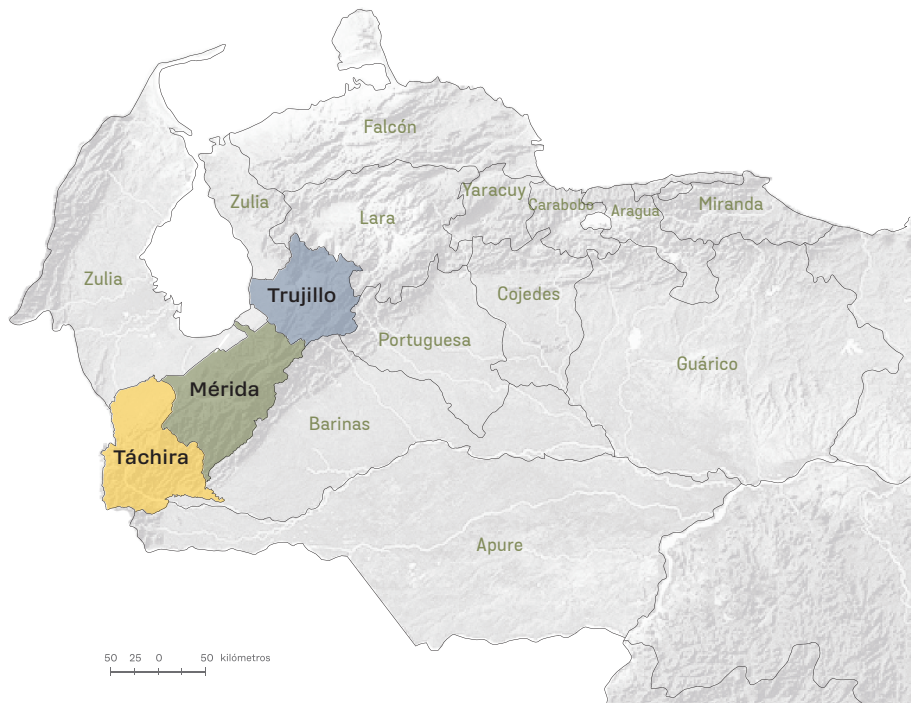 Falcón
Zulia
Yaracuy
Carabobo
Aragua
Miranda
Lara
Zulia
Trujillo
Cojedes
Portuguesa
Guárico
Mérida
Barinas
Táchira
Apure
50 25 0 50 kilómetros